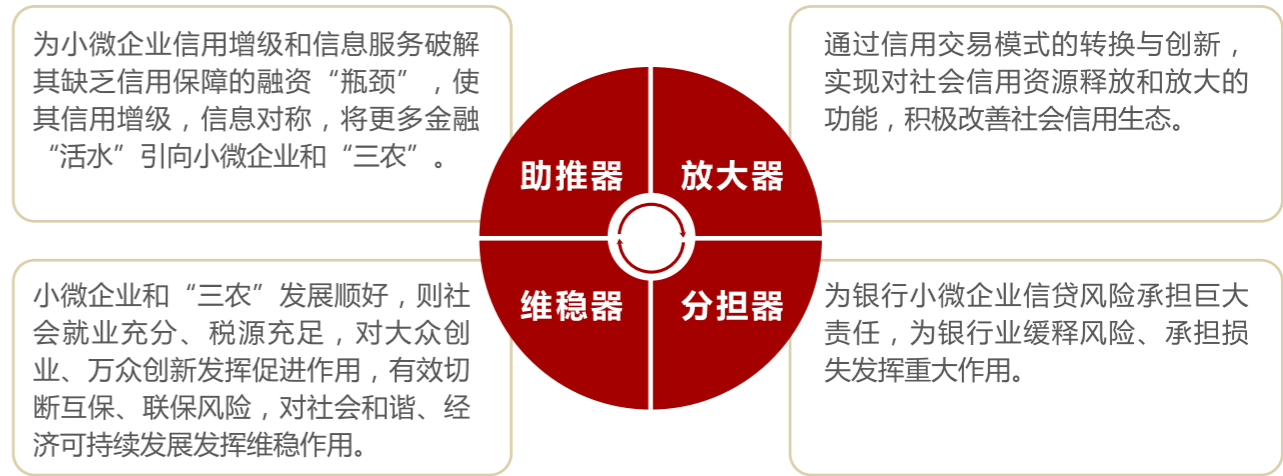 为小微企业信用增级和信息服务破解
其缺乏信用保障的融资“瓶颈”，使
其信用增级，信息对称，将更多金融
“活水”引向小微企业和“三农”。
通过信用交易模式的转换与创新，
实现对社会信用资源释放和放大的
功能，积极改善社会信用生态。
助推器
放大器
维稳器
分担器
小微企业和“三农”发展顺好，则社
会就业充分、税源充足，对大众创
业、万众创新发挥促进作用，有效切
断互保、联保风险，对社会和谐、经
济可持续发展发挥维稳作用。
为银行小微企业信贷风险承担巨大
责任，为银行业缓释风险、承担损
失发挥重大作用。